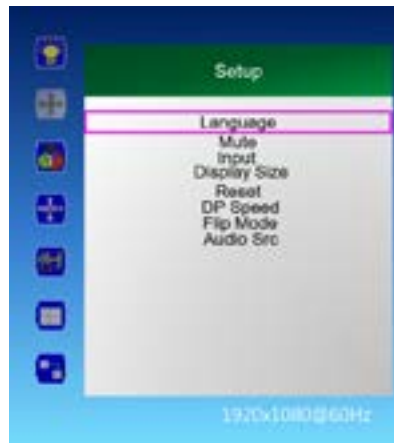 Setup
Language
Mute
Input
Display Size
Reset
DP Speed
Flip Mode
Audio Src
1920x1080@60Hz